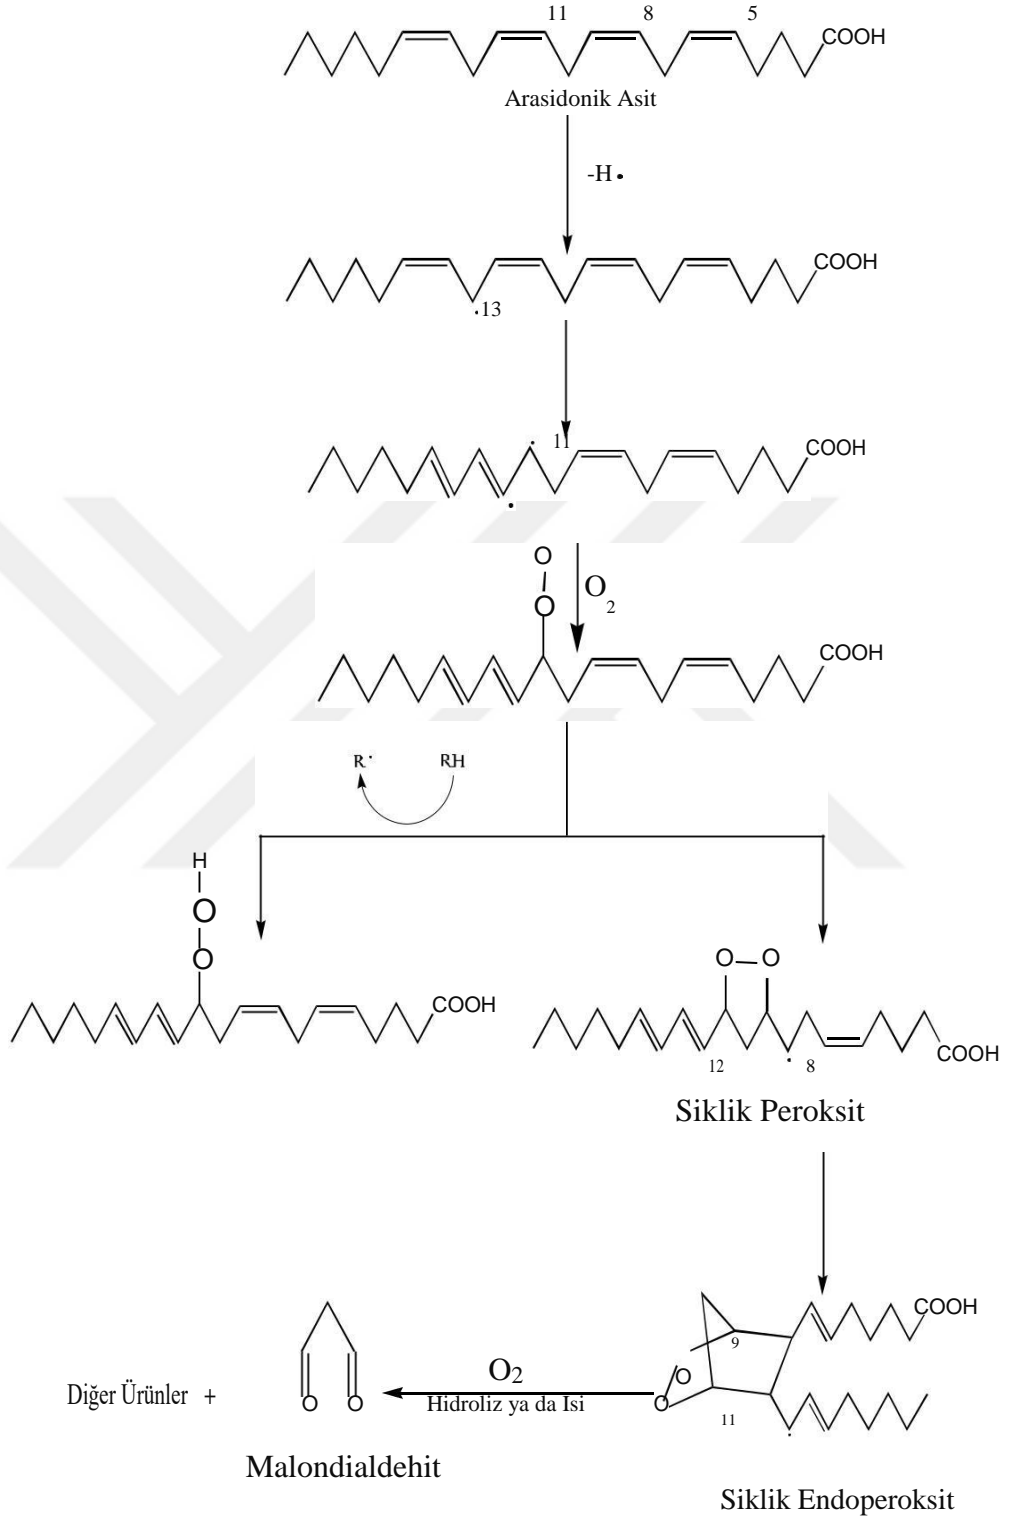 11 8 5
COOH
Arasidonik Asit
-H•
COOH
.13
COOH
. 11
.
O
O
O2
COOH
R· RH
H
O
O
COOH
O O
12 . 8
COOH
Siklik Peroksit
COOH
9
O
O
11
.
O2
Hidroliz ya da Isi
Diğer Ürünler +
O O
Malondialdehit
Siklik Endoperoksit